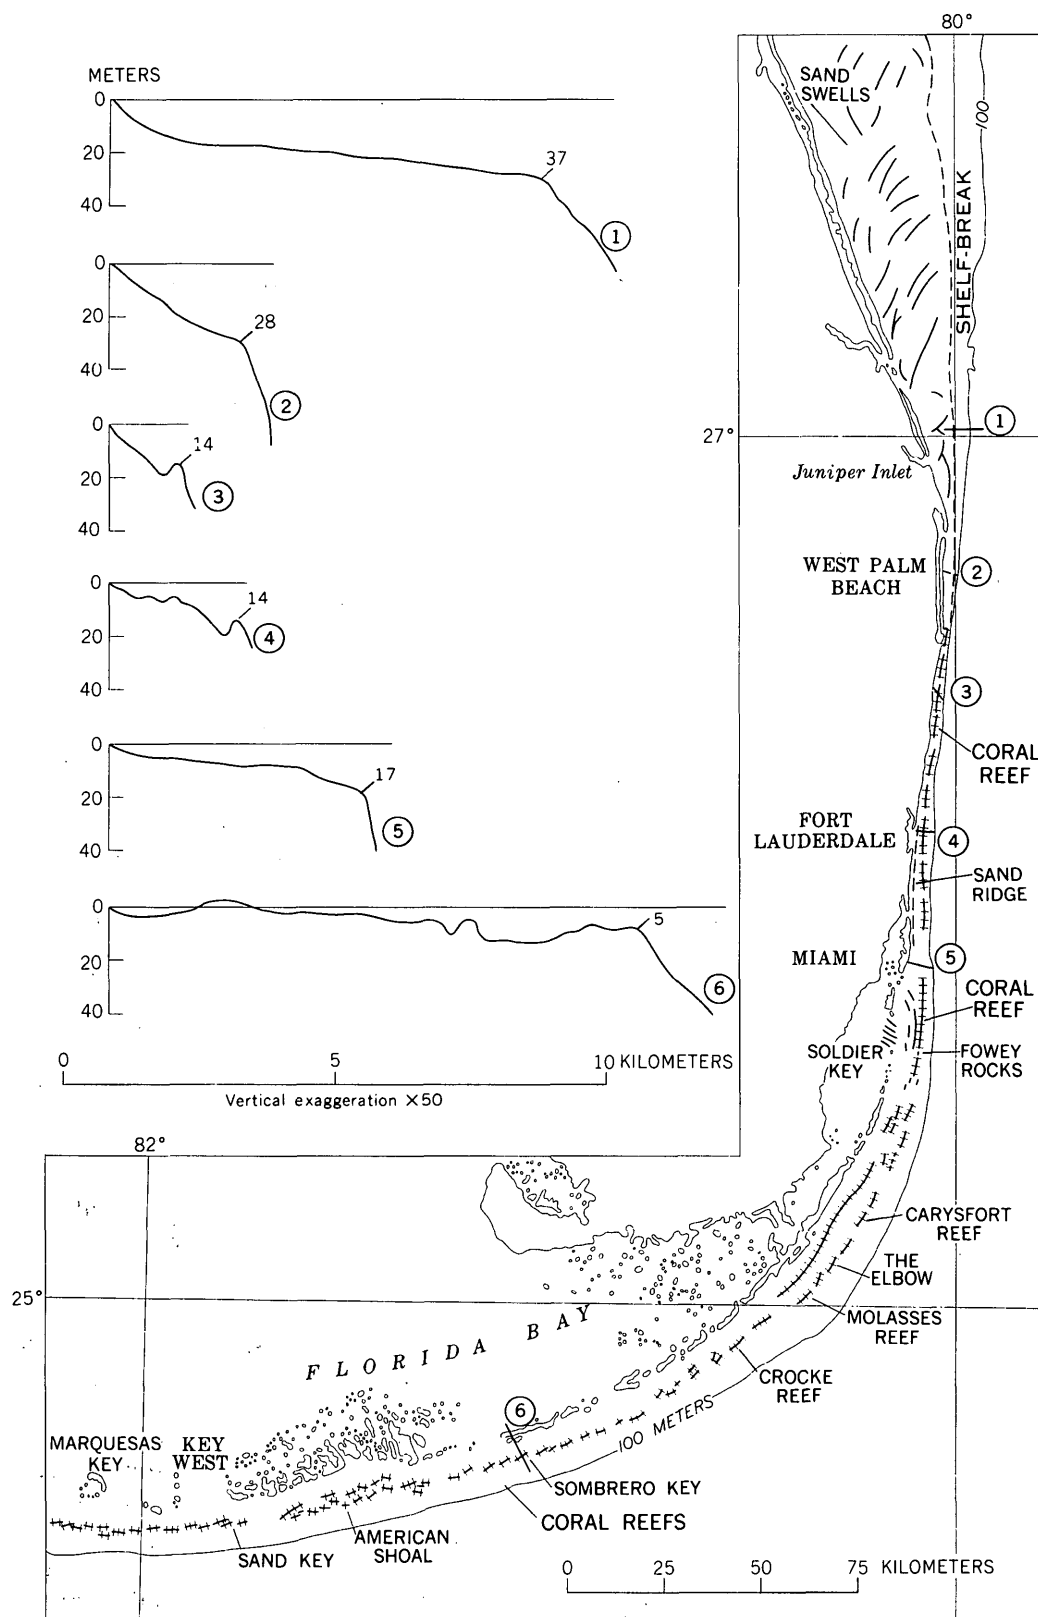 METERS
0
20
40
37
1
0
20
40
28
2
0
20
40
14
3
0
20
40
14
4
0
20
40
17
5
0
20
40
5
6
0 5 10 KILOMETERS
Vertical exaggeration ×50
80°
SAND
SWELLS
100
SHELF-BREAK
1
27°
Juniper Inlet
WEST PALM
BEACH
2
3
CORAL
REEF
FORT
LAUDERDALE
4
SAND
RIDGE
MIAMI
5
CORAL
REEF
SOLDIER
KEY
FOWEY
ROCKS
82°
CARYSFORT
REEF
THE
ELBOW
25°
MOLASSES
REEF
FLORIDA BAY
CROCKE
REEF
6
100 METERS
MARQUESAS
KEY
KEY
WEST
SOMBRERO KEY
CORAL REEFS
AMERICAN
SHOAL
SAND KEY
0 25 50 75 KILOMETERS